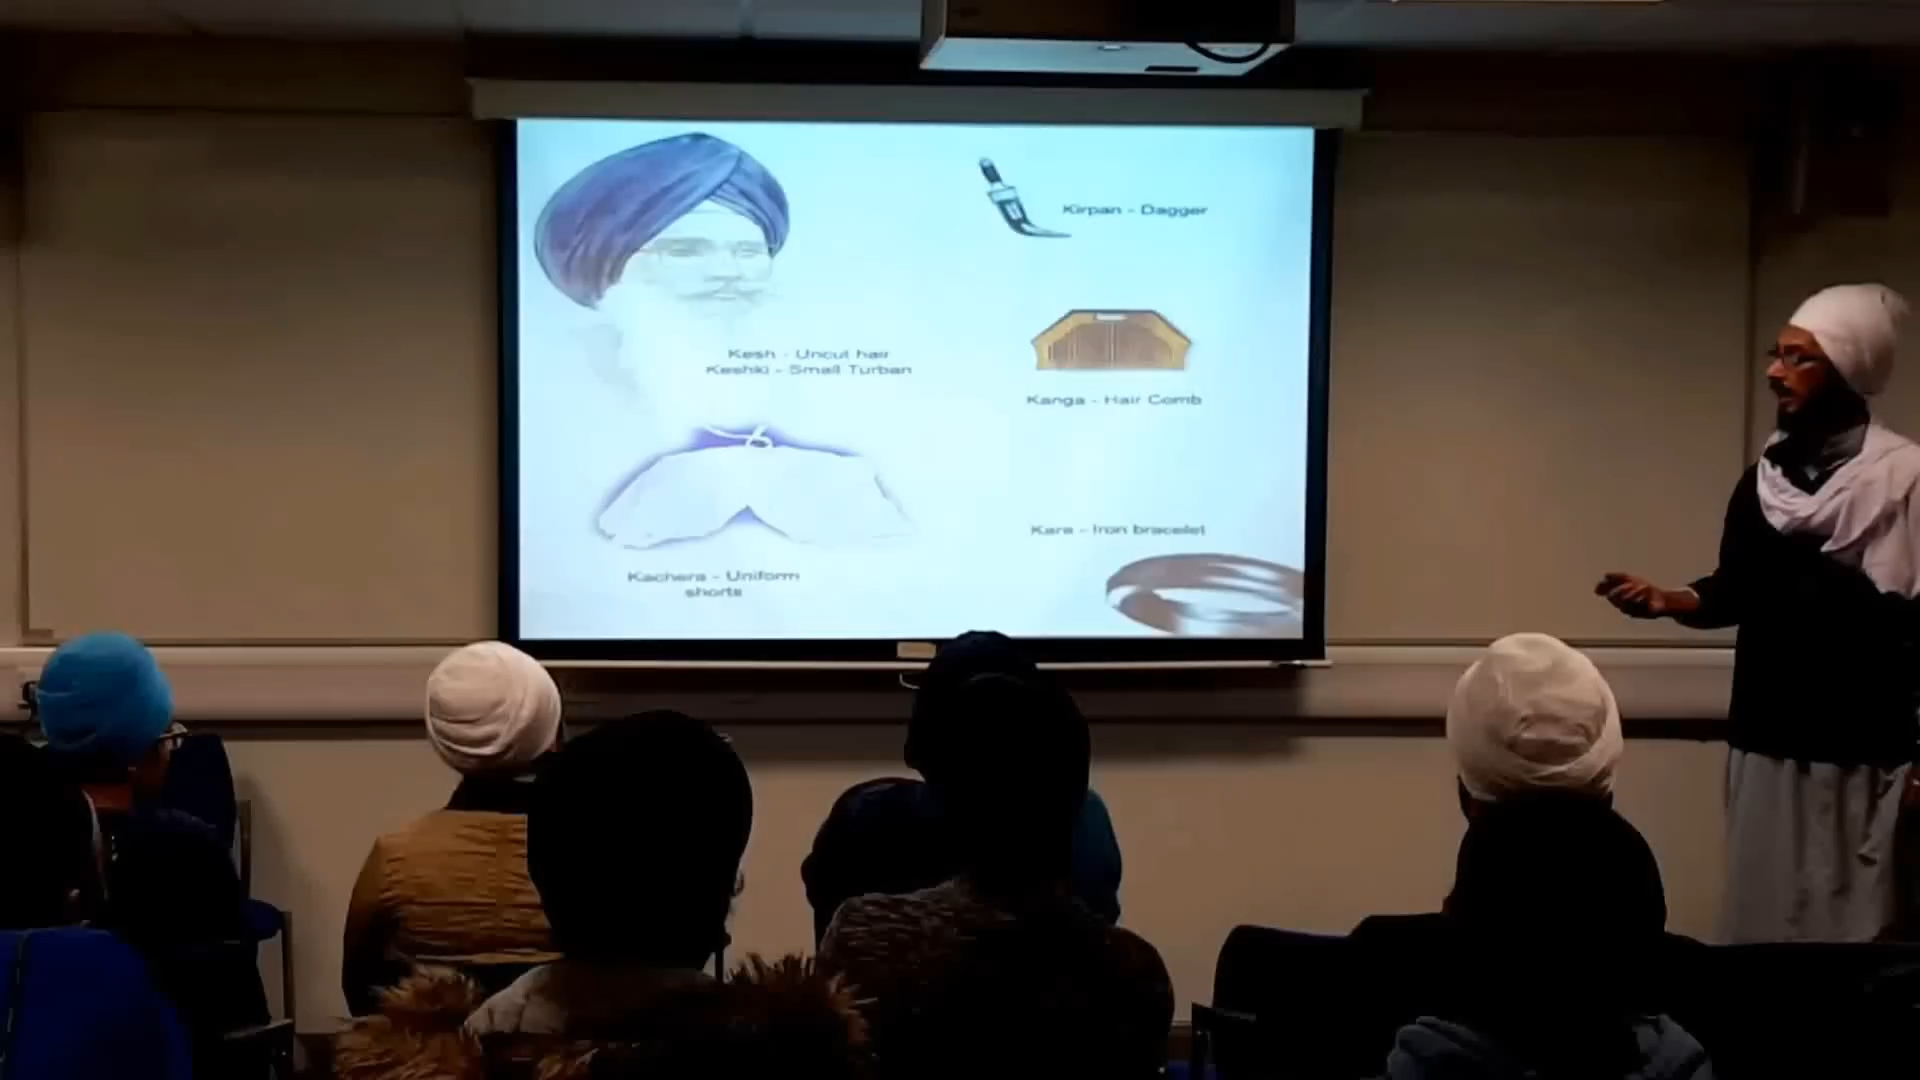 Kirpan - Dagger
Kesh - Uncut hair
Keshki - Small Turban
Kanga - Hair Comb
Kara - Iron bracelet
Kachera - Uniform
shorts